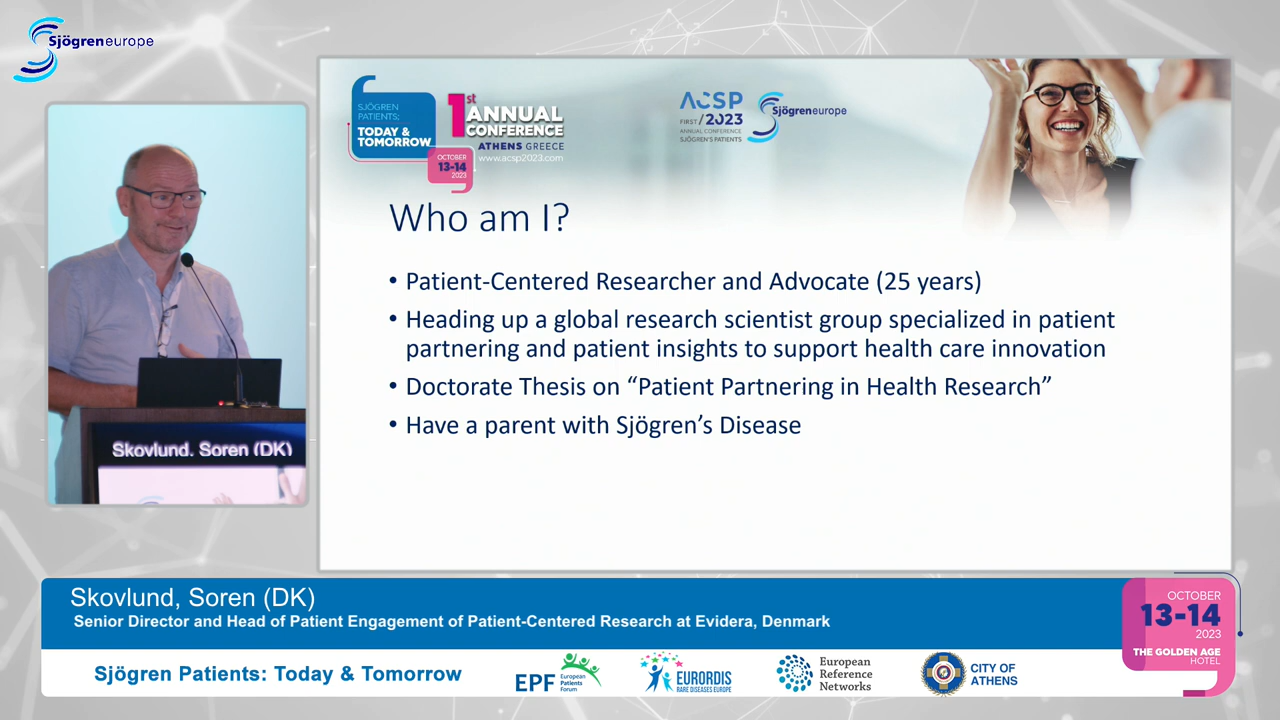 Sjögreneurope
SJÖGREN
PATIENTS:
TODAY &
TOMORROW
1st
ANNUAL
CONFERENCE
ATHENS GREECE
www.acsp2023.com
OCTOBER
13-14
2023
ACSP
FIRST / 2023
ANNUAL CONFERENCE
SJÖGREN'S PATIENTS
Sjögreneurope
Who am I?
• Patient-Centered Researcher and Advocate (25 years)
• Heading up a global research scientist group specialized in patient
partnering and patient insights to support health care innovation
• Doctorate Thesis on “Patient Partnering in Health Research”
• Have a parent with Sjögren’s Disease
Skovlund. Soren (DK)
Skovlund, Soren (DK)
Senior Director and Head of Patient Engagement of Patient-Centered Research at Evidera, Denmark
OCTOBER
13-14
2023
THE GOLDEN AGE
HOTEL
Sjögren Patients: Today & Tomorrow
EPF
European
Patients
Forum
EURORDIS
RARE DISEASES EUROPE
European
Reference
Networks
CITY OF
ATHENS